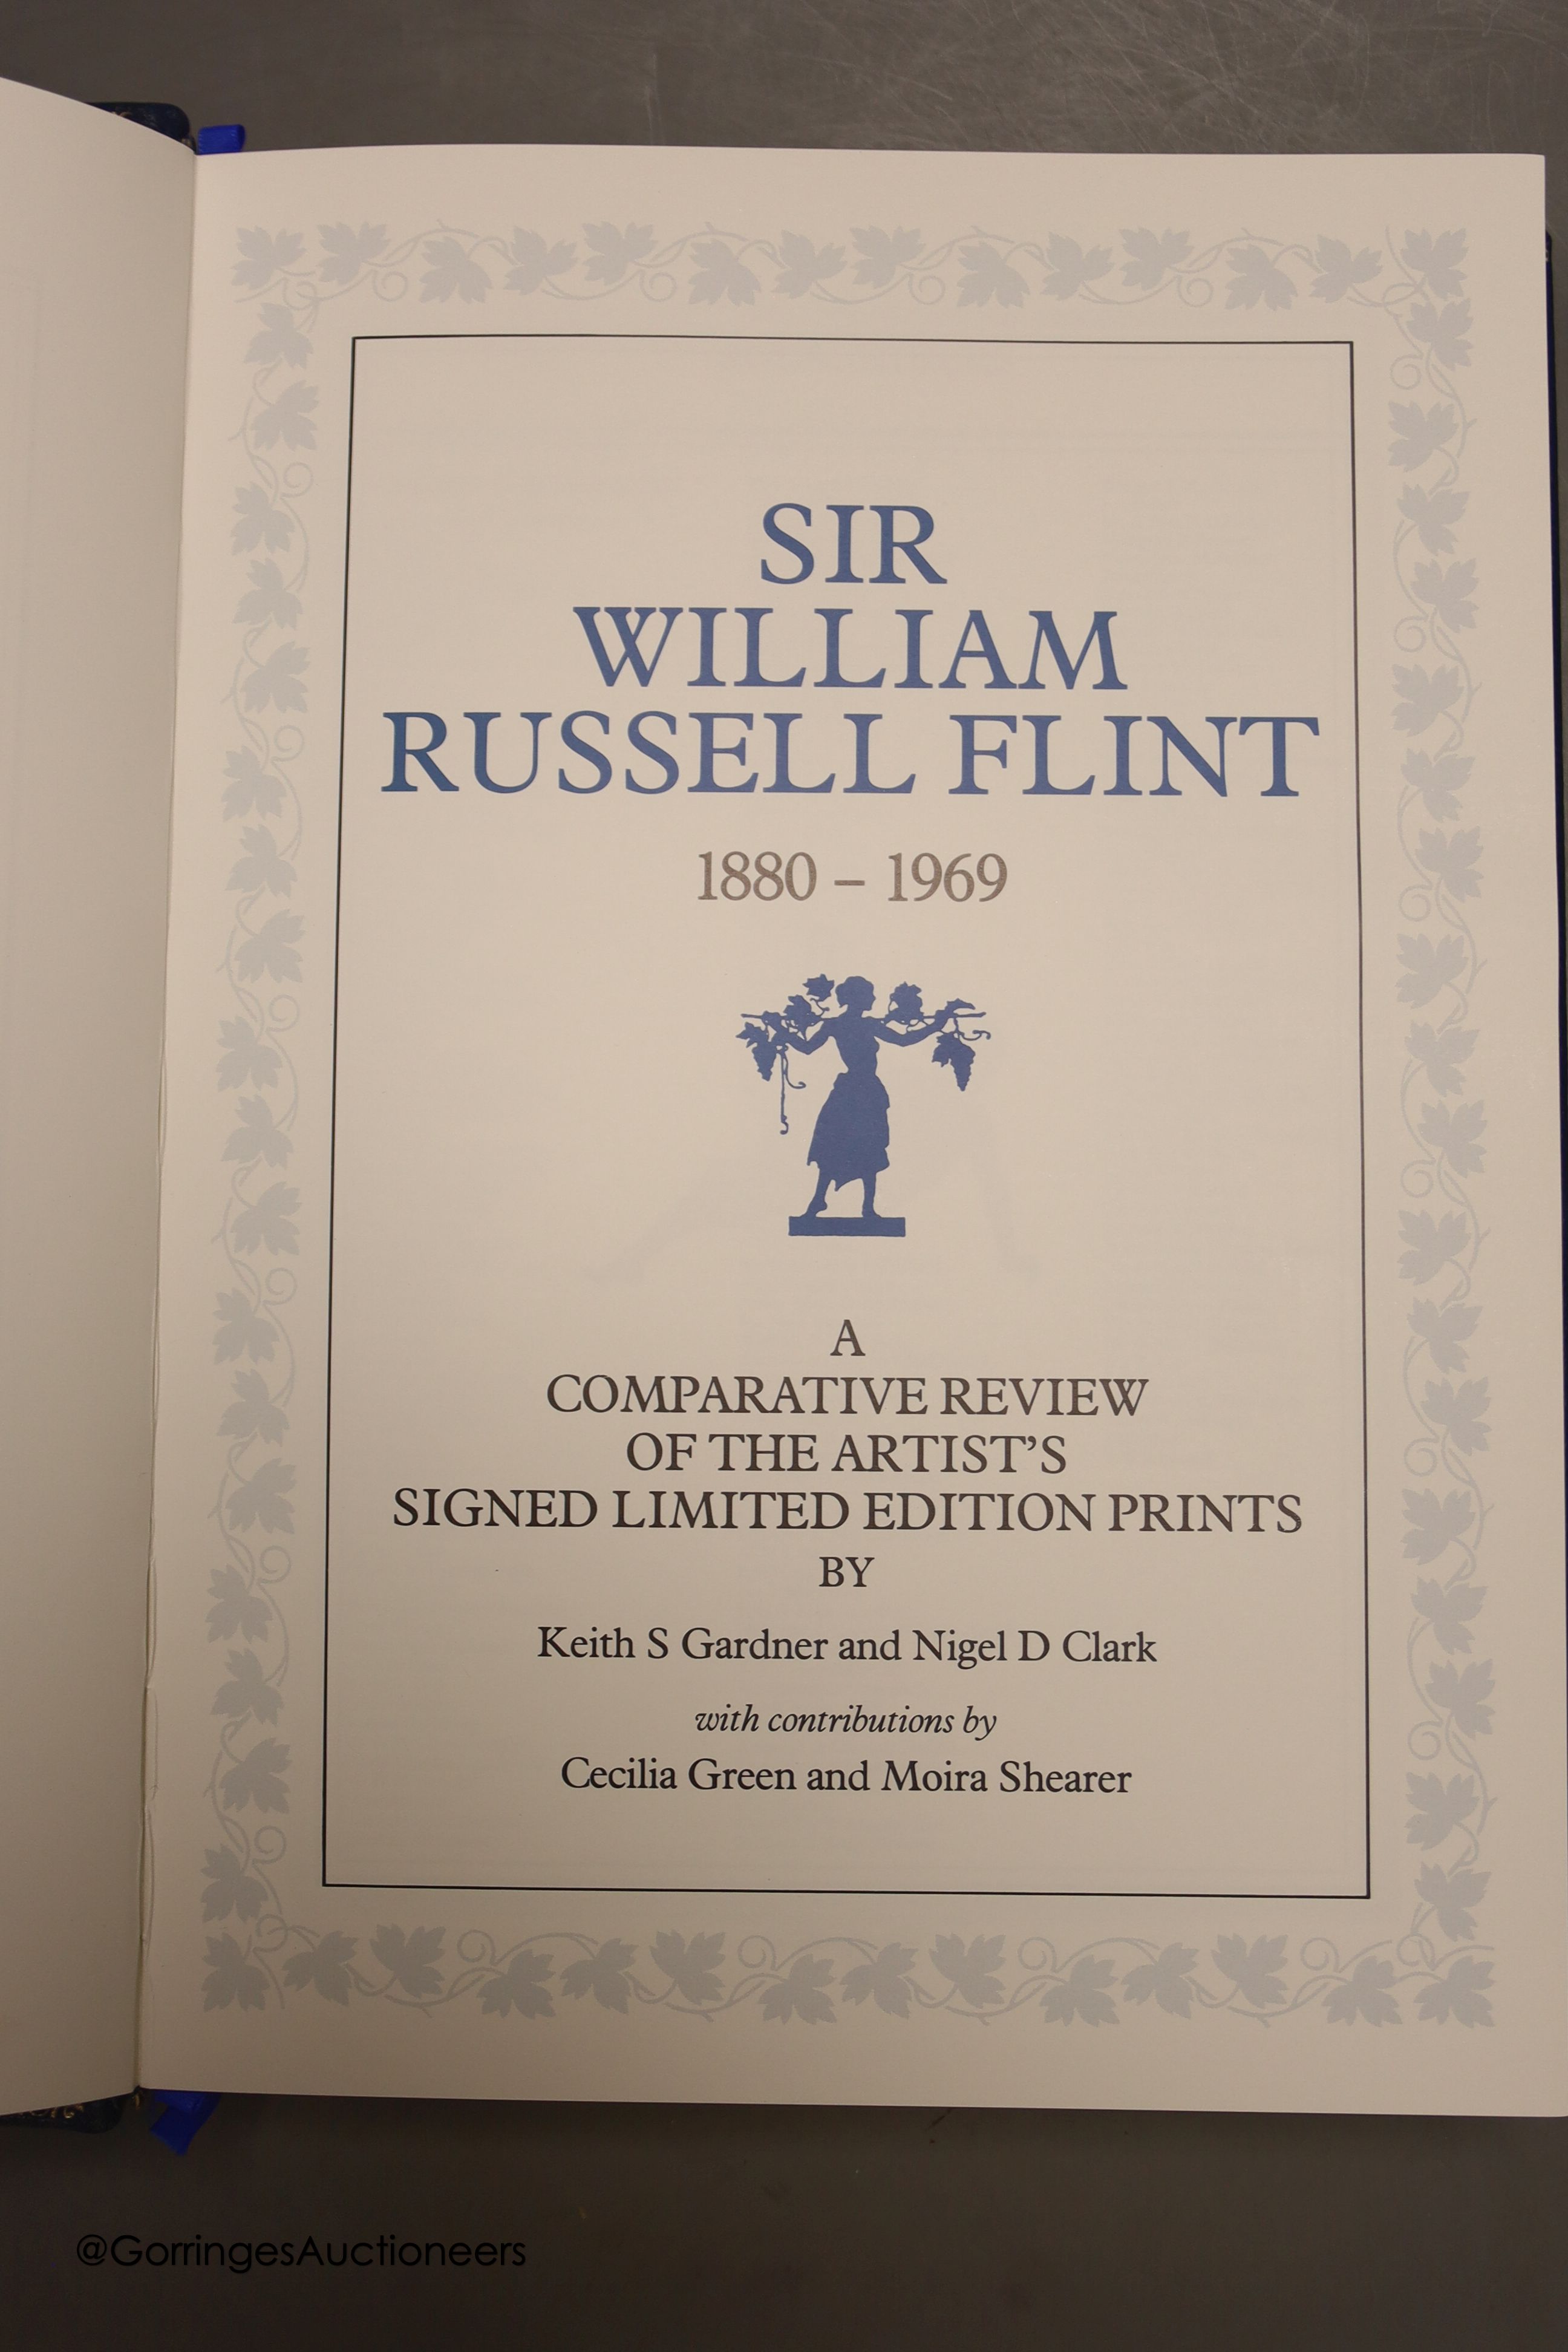 SIR
WILLIAM
RUSSELL FLINT
1880 – 1969
A
COMPARATIVE REVIEW
OF THE ARTIST’S
SIGNED LIMITED EDITION PRINTS
BY
Keith S Gardner and Nigel D Clark
with contributions by
Cecilia Green and Moira Shearer
@GorringesAuctioneers